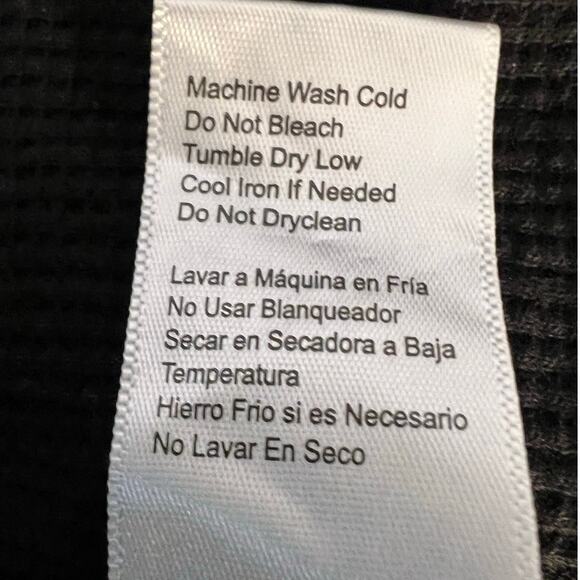 Machine Wash Cold
Do Not Bleach
Tumble Dry Low
Cool Iron If Needed
Do Not Dryclean
Lavar a Máquina en Fría
No Usar Blanqueador
Secar en Secadora a Baja
Temperatura
Hierro Frio si es Necesario
No Lavar En Seco